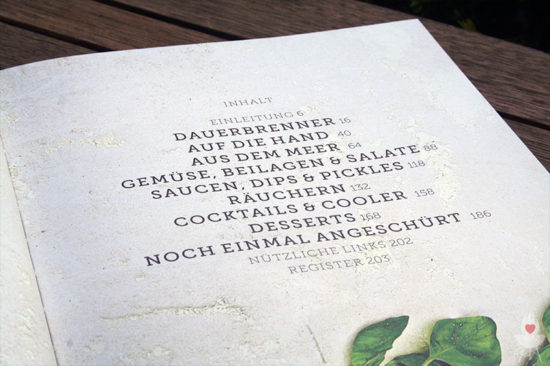 INHALT
EINLEITUNG 6
DAUERBRENNER 16
AUF DIE HAND 40
AUS DEM MEER 64
GEMÜSE, BEILAGEN & SALATE 88
SAUCEN, DIPS & PICKLES 118
RÄUCHERN 132
COCKTAILS & COOLER 158
DESSERTS 168
NOCH EINMAL ANGESCHÜRT 186
NÜTZLICHE LINKS 202
REGISTER 203